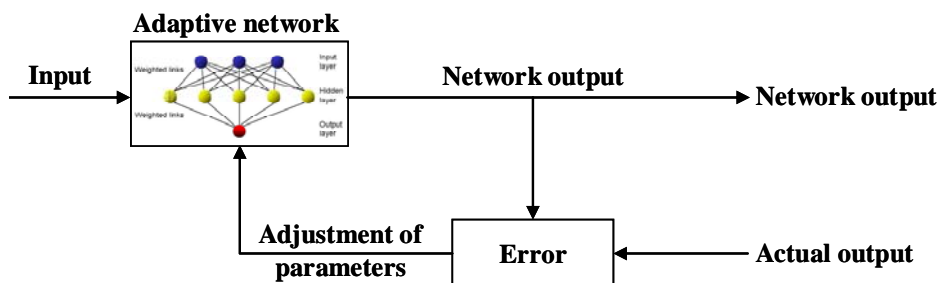 Adaptive network
Input
Weighted links
Input
layer
Hidden
layer
Weighted links
Output
layer
Network output
Network output
Adjustment of
parameters
Error
Actual output